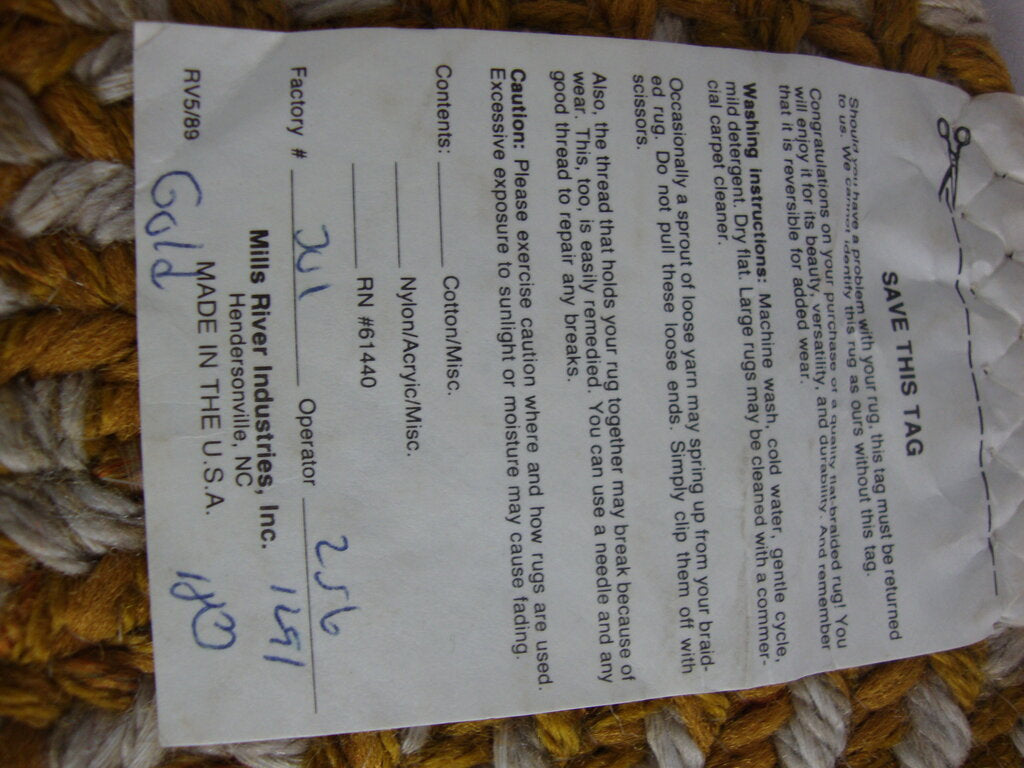 SAVE THIS TAG
Should you have a problem with your rug, this tag must be returned
to us. We cannot identify this rug as ours without this tag.
Congratulations on your purchase of a quality flat-braided rug! You
will enjoy it for its beauty, versatility, and durability. And remember
that it is reversible for added wear.
Washing instructions: Machine wash, cold water, gentle cycle,
mild detergent. Dry flat. Large rugs may be cleaned with a commer-
cial carpet cleaner.
Occasionally a sprout of loose yarn may spring up from your braid-
ed rug. Do not pull these loose ends. Simply clip them off with
scissors.
Also, the thread that holds your rug together may break because of
wear. This, too, is easily remedied. You can use a needle and any
good thread to repair any breaks.
Caution: Please exercise caution where and how rugs are used.
Excessive exposure to sunlight or moisture may cause fading.
Contents: Cotton/Misc.
Nylon/Acryic/Misc.
RN #61440
Factory # Operator 256
Mills River Industries, Inc. 1291
Hendersonville, NC
RV5/89 MADE IN THE U.S.A.
Gold